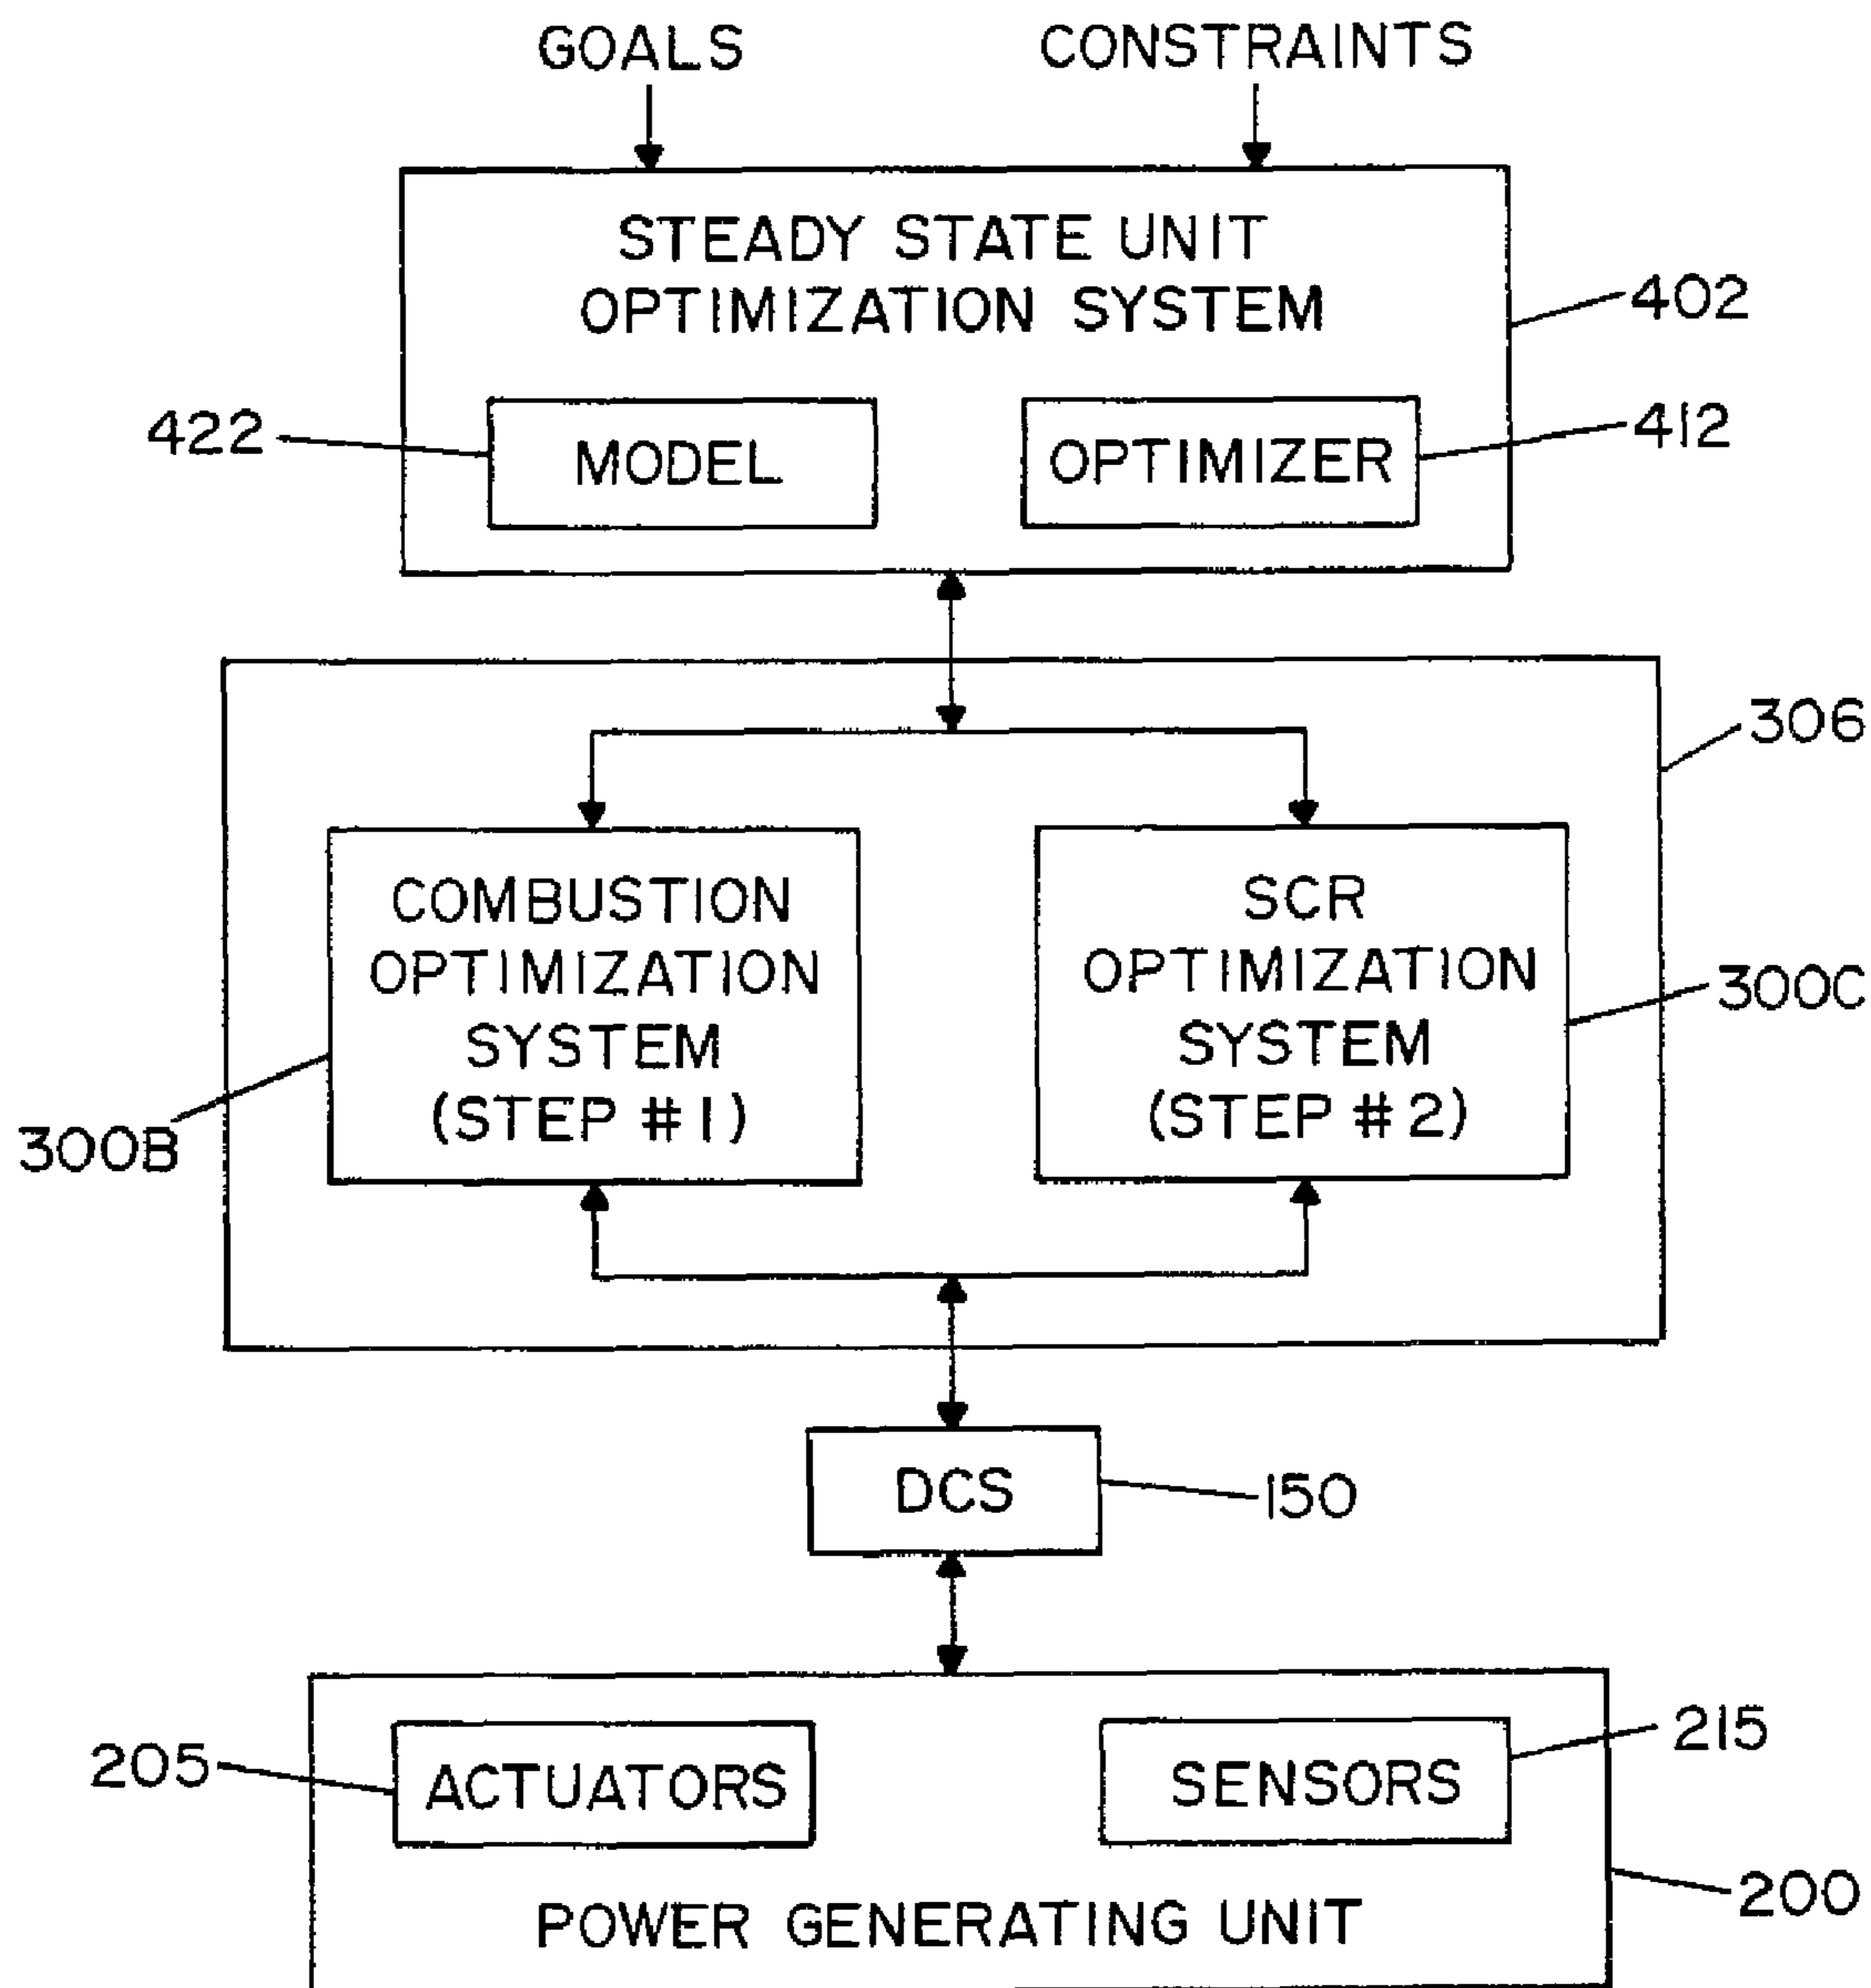 GOALS
CONSTRAINTS
STEADY STATE UNIT
OPTIMIZATION SYSTEM
402
422
MODEL
OPTIMIZER
412
306
COMBUSTION
OPTIMIZATION
SYSTEM
(STEP #1)
300B
SCR
OPTIMIZATION
SYSTEM
(STEP #2)
300C
DCS
150
205
ACTUATORS
SENSORS
215
POWER GENERATING UNIT
200